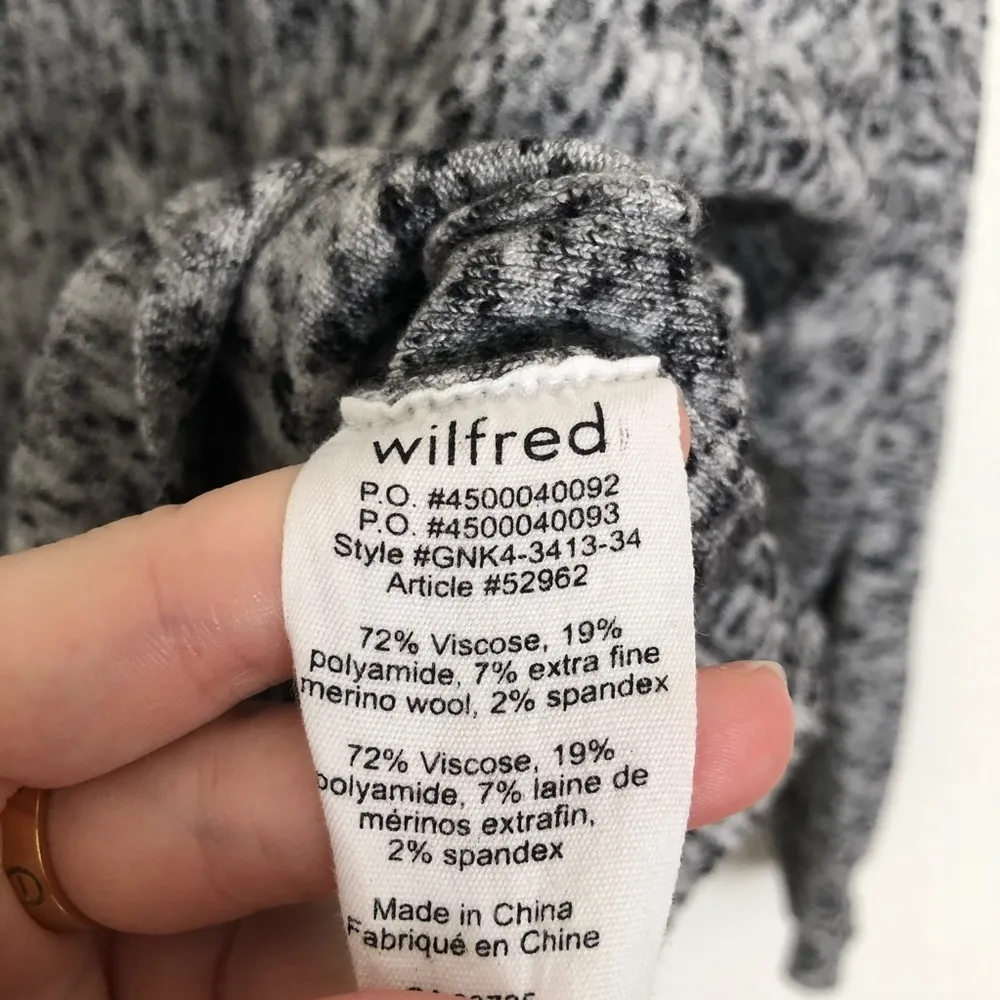 wilfred
P.O. #4500040092
P.O. #4500040093
Style #GNK4-3413-34
Article #52962
72% Viscose, 19%
polyamide, 7% extra fine
merino wool, 2% spandex
72% Viscose, 19%
polyamide, 7% laine de
mérinos extrafin,
2% spandex
Made in China
Fabriqué en Chine